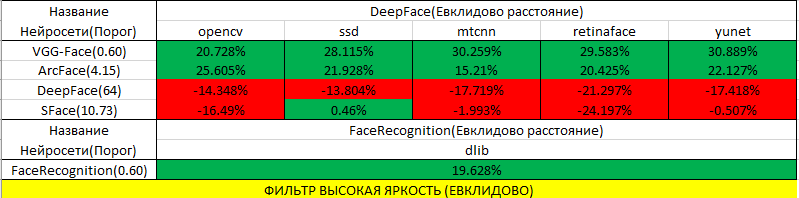 Название DeepFace(Евклидово расстояние)
Нейросети(Порог) opencv ssd mtcnn retinaface yunet
VGG-Face(0.60) 20.728% 28.115% 30.259% 29.583% 30.889%
ArcFace(4.15) 25.605% 21.928% 15.21% 20.425% 22.127%
DeepFace(64) -14.348% -13.804% -17.719% -21.297% -17.418%
SFace(10.73) -16.49% 0.46% -1.993% -24.197% -0.507%
Название FaceRecognition(Евклидово расстояние)
Нейросети(Порог) dlib
FaceRecognition(0.60) 19.628%
ФИЛЬТР ВЫСОКАЯ ЯРКОСТЬ (ЕВКЛИДОВО)